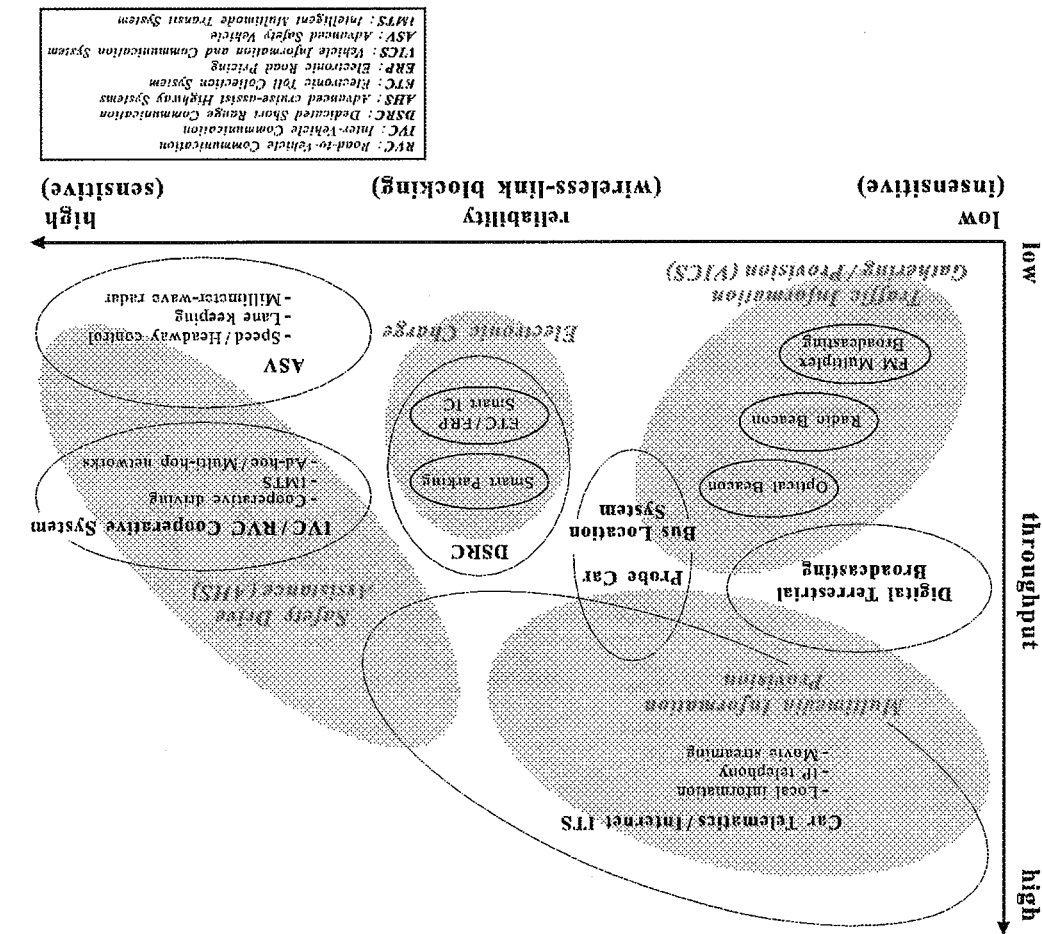 high
throughput
low
Car Telematics/Internet ITS
- Local information
- IP telephony
- Movie streaming
Multimedia Information
Provision
Digital Terrestrial
Broadcasting
Probe Car
Bus Location
System
Safety Drive
Assistance (AHS)
DSRC
Smart Parking
ETC/ERP
Smart IC
Electronic Charge
IVC/RVC Cooperative System
- Cooperative driving
- IMTS
- Ad-hoc/Multi-hop networks
Optical Beacon
Radio Beacon
FM Multiplex
Broadcasting
Traffic Information
Gathering/Provision (VICS)
ASV
- Speed/Headway control
- Lane keeping
- Millimeter-wave radar
low
(insensitive)
reliability
(wireless-link blocking)
high
(sensitive)
RVC: Road-to-Vehicle Communication
IVC: Inter-Vehicle Communication
DSRC: Dedicated Short Range Communication
AHS: Advanced cruise-assist Highway Systems
ETC: Electronic Toll Collection System
ERP: Electronic Road Pricing
VICS: Vehicle Information and Communication System
ASV: Advanced Safety Vehicle
IMTS: Intelligent Multimode Transit System